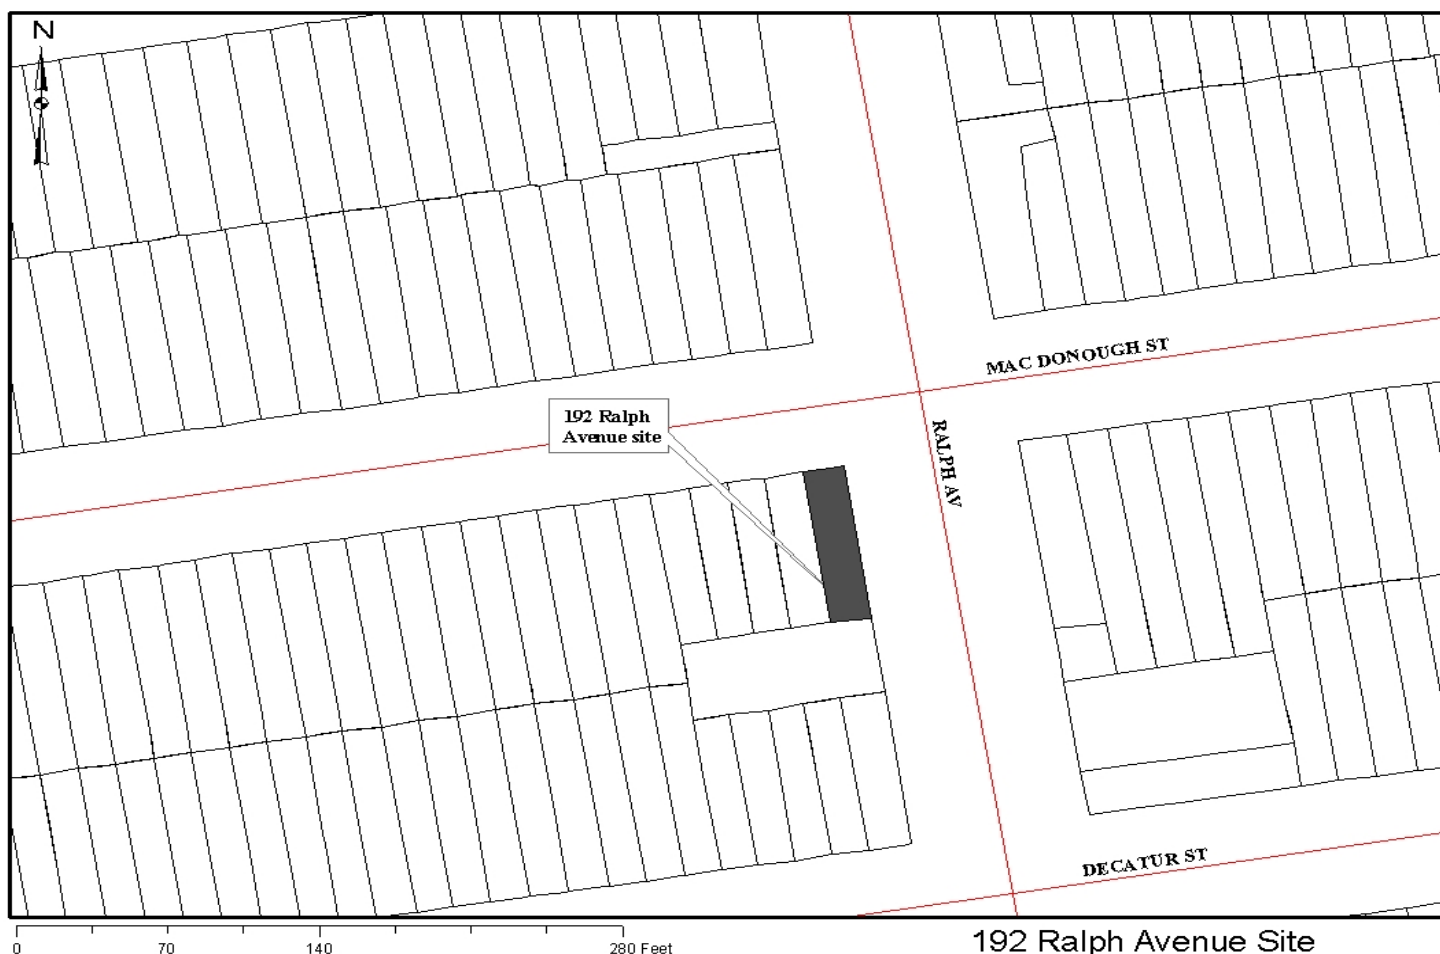 N
MAC DONOUGH ST
192 Ralph
Avenue site
RALPH AV
DECATUR ST
0 70 140 280 Feet
192 Ralph Avenue Site